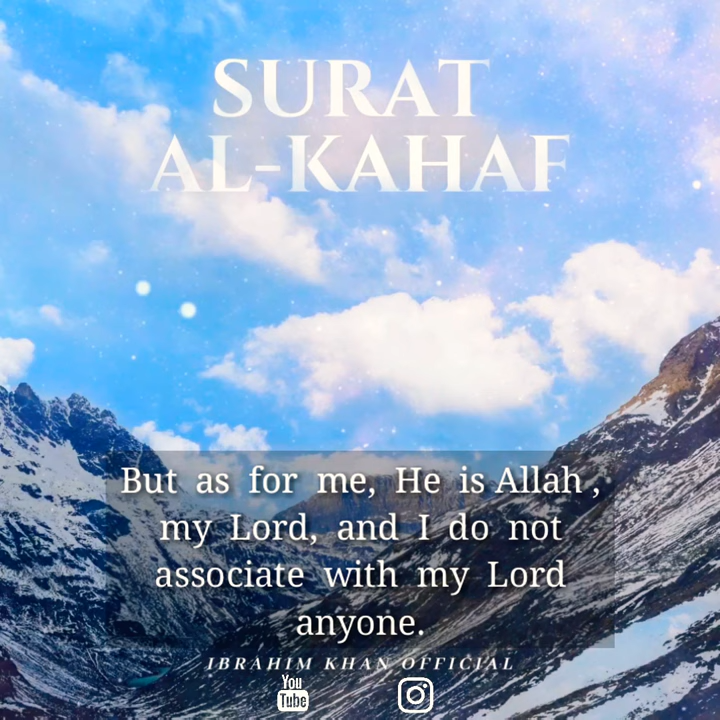 SURAT
AL-KAHAF
But as for me, He is Allah ,
my Lord, and I do not
associate with my Lord
anyone.
IBRAHIM KHAN OFFICIAL
You
Tube